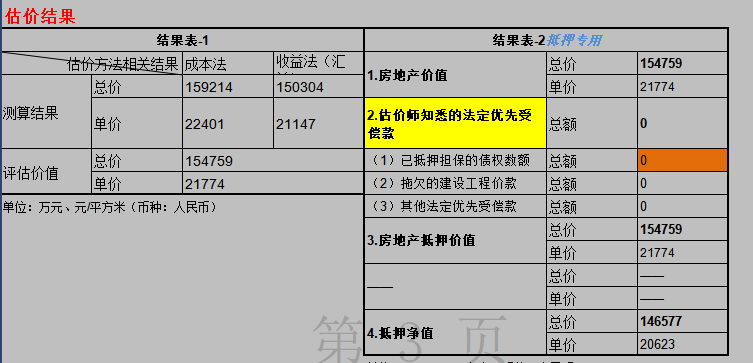 估价结果
结果表-1
结果表-2抵押专用
估价方法相关结果 成本法 收益法（汇
测算结果 总价 159214 150304
单价 22401 21147
评估价值 总价 154759
单价 21774
单位：万元、元/平方米（币种：人民币）
1.房地产价值 总价 154759
单价 21774
2.估价师知悉的法定优先受
偿款 总额 0
（1）已抵押担保的债权数额 总额 0
（2）拖欠的建设工程价款 总额 0
（3）其他法定优先受偿款 总额 0
3.房地产抵押价值 总价 154759
单价 21774
—— 总价 ——
单价 ——
4.抵押净值 总价 146577
单价 20623
第 3 页